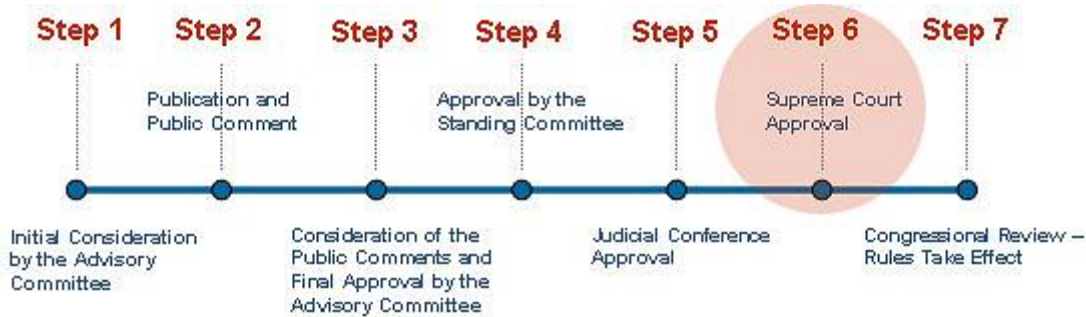 Step 1
Step 2
Step 3
Step 4
Step 5
Step 6
Step 7
Publication and
Public Comment
Approval by the
Standing Committee
Supreme Court
Approval
Initial Consideration
by the Advisory
Committee
Consideration of the
Public Comments and
Final Approval by the
Advisory Committee
Judicial Conference
Approval
Congressional Review –
Rules Take Effect